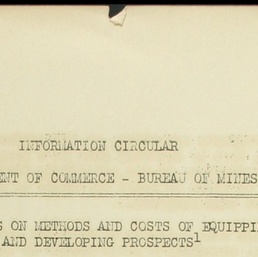 INFORMATION CIRCULAR
ENT OF COMMERCE - BUREAU OF MINES
S ON METHODS AND COSTS OF EQUIPPI
AND DEVELOPING PROSPECTS1